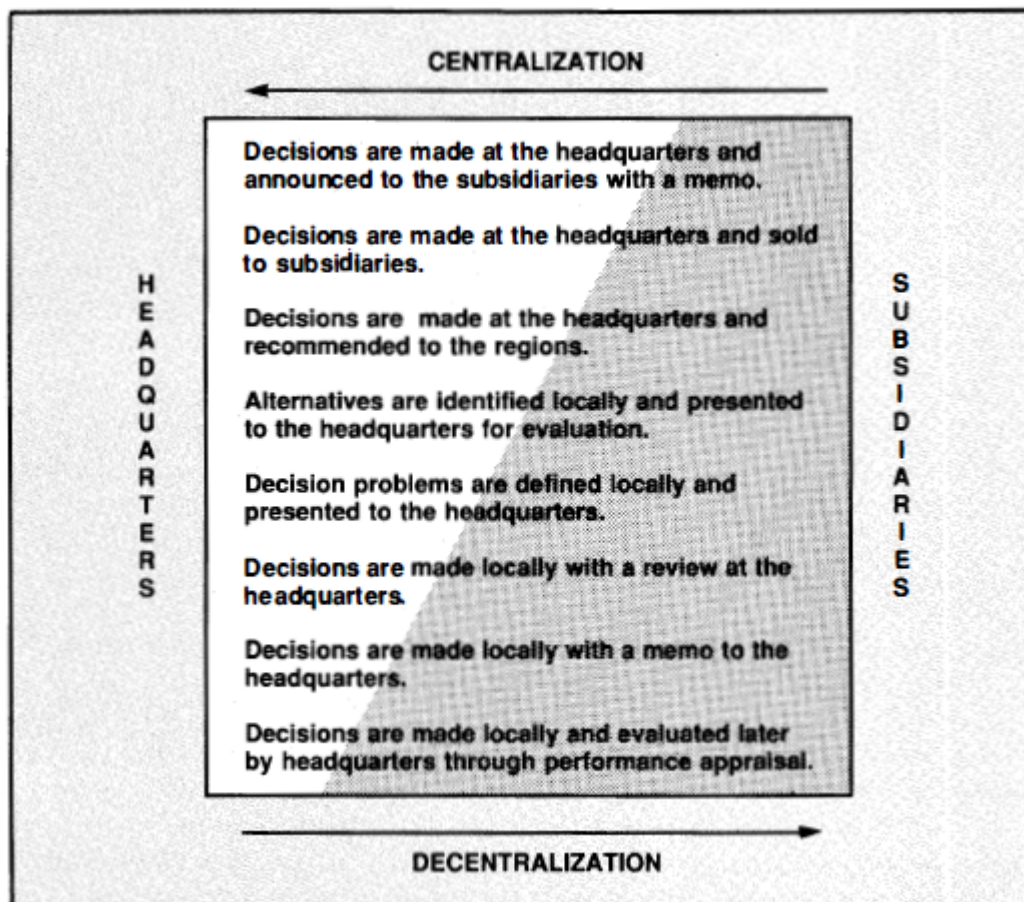 CENTRALIZATION
Decisions are made at the headquarters and
announced to the subsidiaries with a memo.
Decisions are made at the headquarters and sold
to subsidiaries.
Decisions are made at the headquarters and
recommended to the regions.
Alternatives are identified locally and presented
to the headquarters for evaluation.
Decision problems are defined locally and
presented to the headquarters.
Decisions are made locally with a review at the
headquarters.
Decisions are made locally with a memo to the
headquarters.
Decisions are made locally and evaluated later
by headquarters through performance appraisal.
HEADQUARTERS
SUBSIDIARIES
DECENTRALIZATION